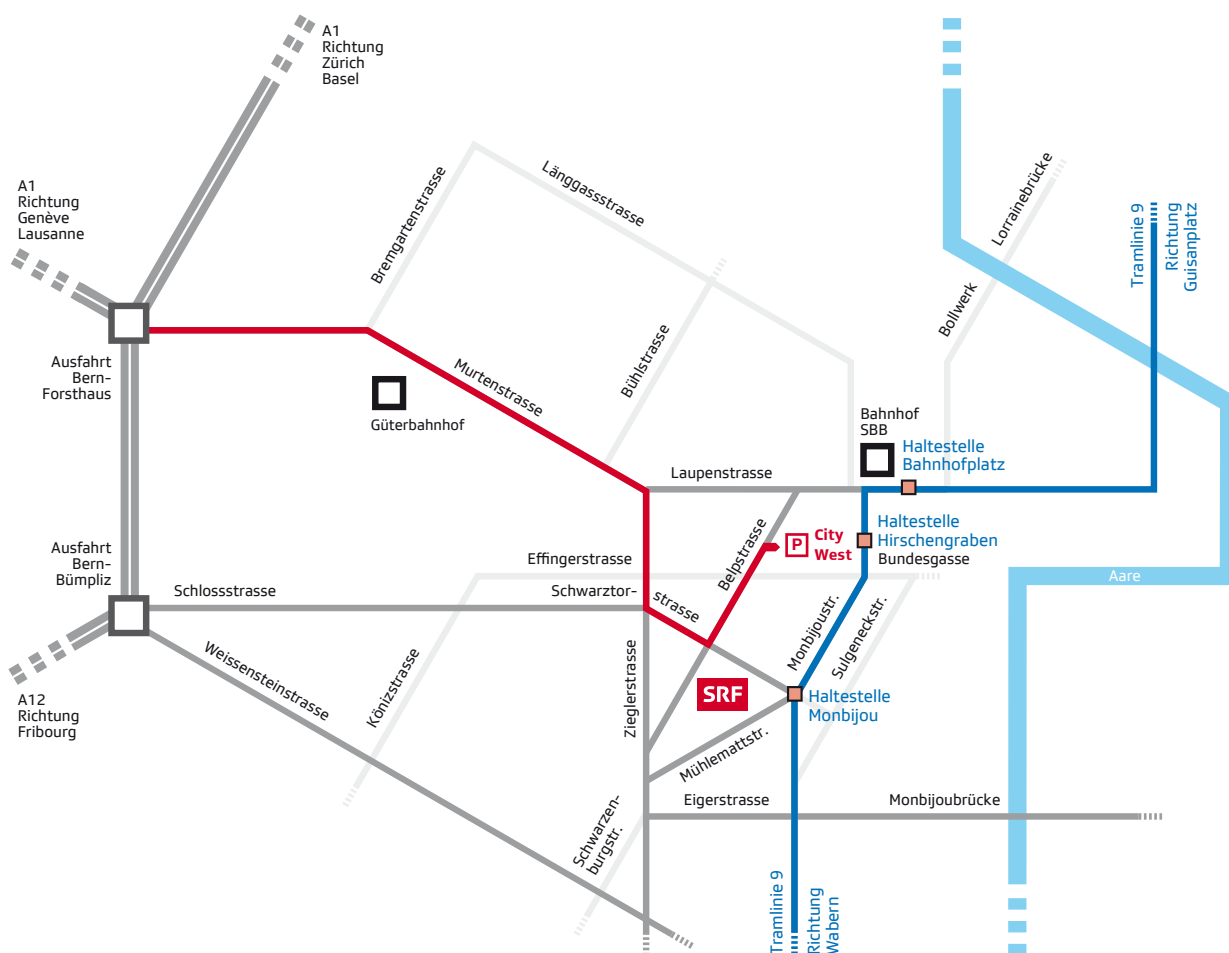 A1
Richtung
Zürich
Basel
A1
Richtung
Genève
Lausanne
Bremgartenstrasse
Länggassstrasse
Lorrainebrücke
Tramlinie 9
Richtung
Guisanplatz
Bollwerk
Bühlstrasse
Murtenstrasse
Ausfahrt
Bern-
Forsthaus
Güterbahnhof
Bahnhof
SBB
Haltestelle
Bahnhofplatz
Laupenstrasse
Haltestelle
Hirschengraben
Bundesgasse
P
City
West
Belpstrasse
Effingerstrasse
Ausfahrt
Bern-
Bümpliz
Schlossstrasse
Schwarztor-
strasse
Aare
Monbijoustr.
Sulgeneckstr.
Weissensteinstrasse
Könizstrasse
Zieglerstrasse
SRF
Haltestelle
Monbijou
A12
Richtung
Fribourg
Mühlemattstr.
Eigerstrasse
Monbijoubrücke
Schwarzen-
burgstr.
Tramlinie 9
Richtung
Wabern